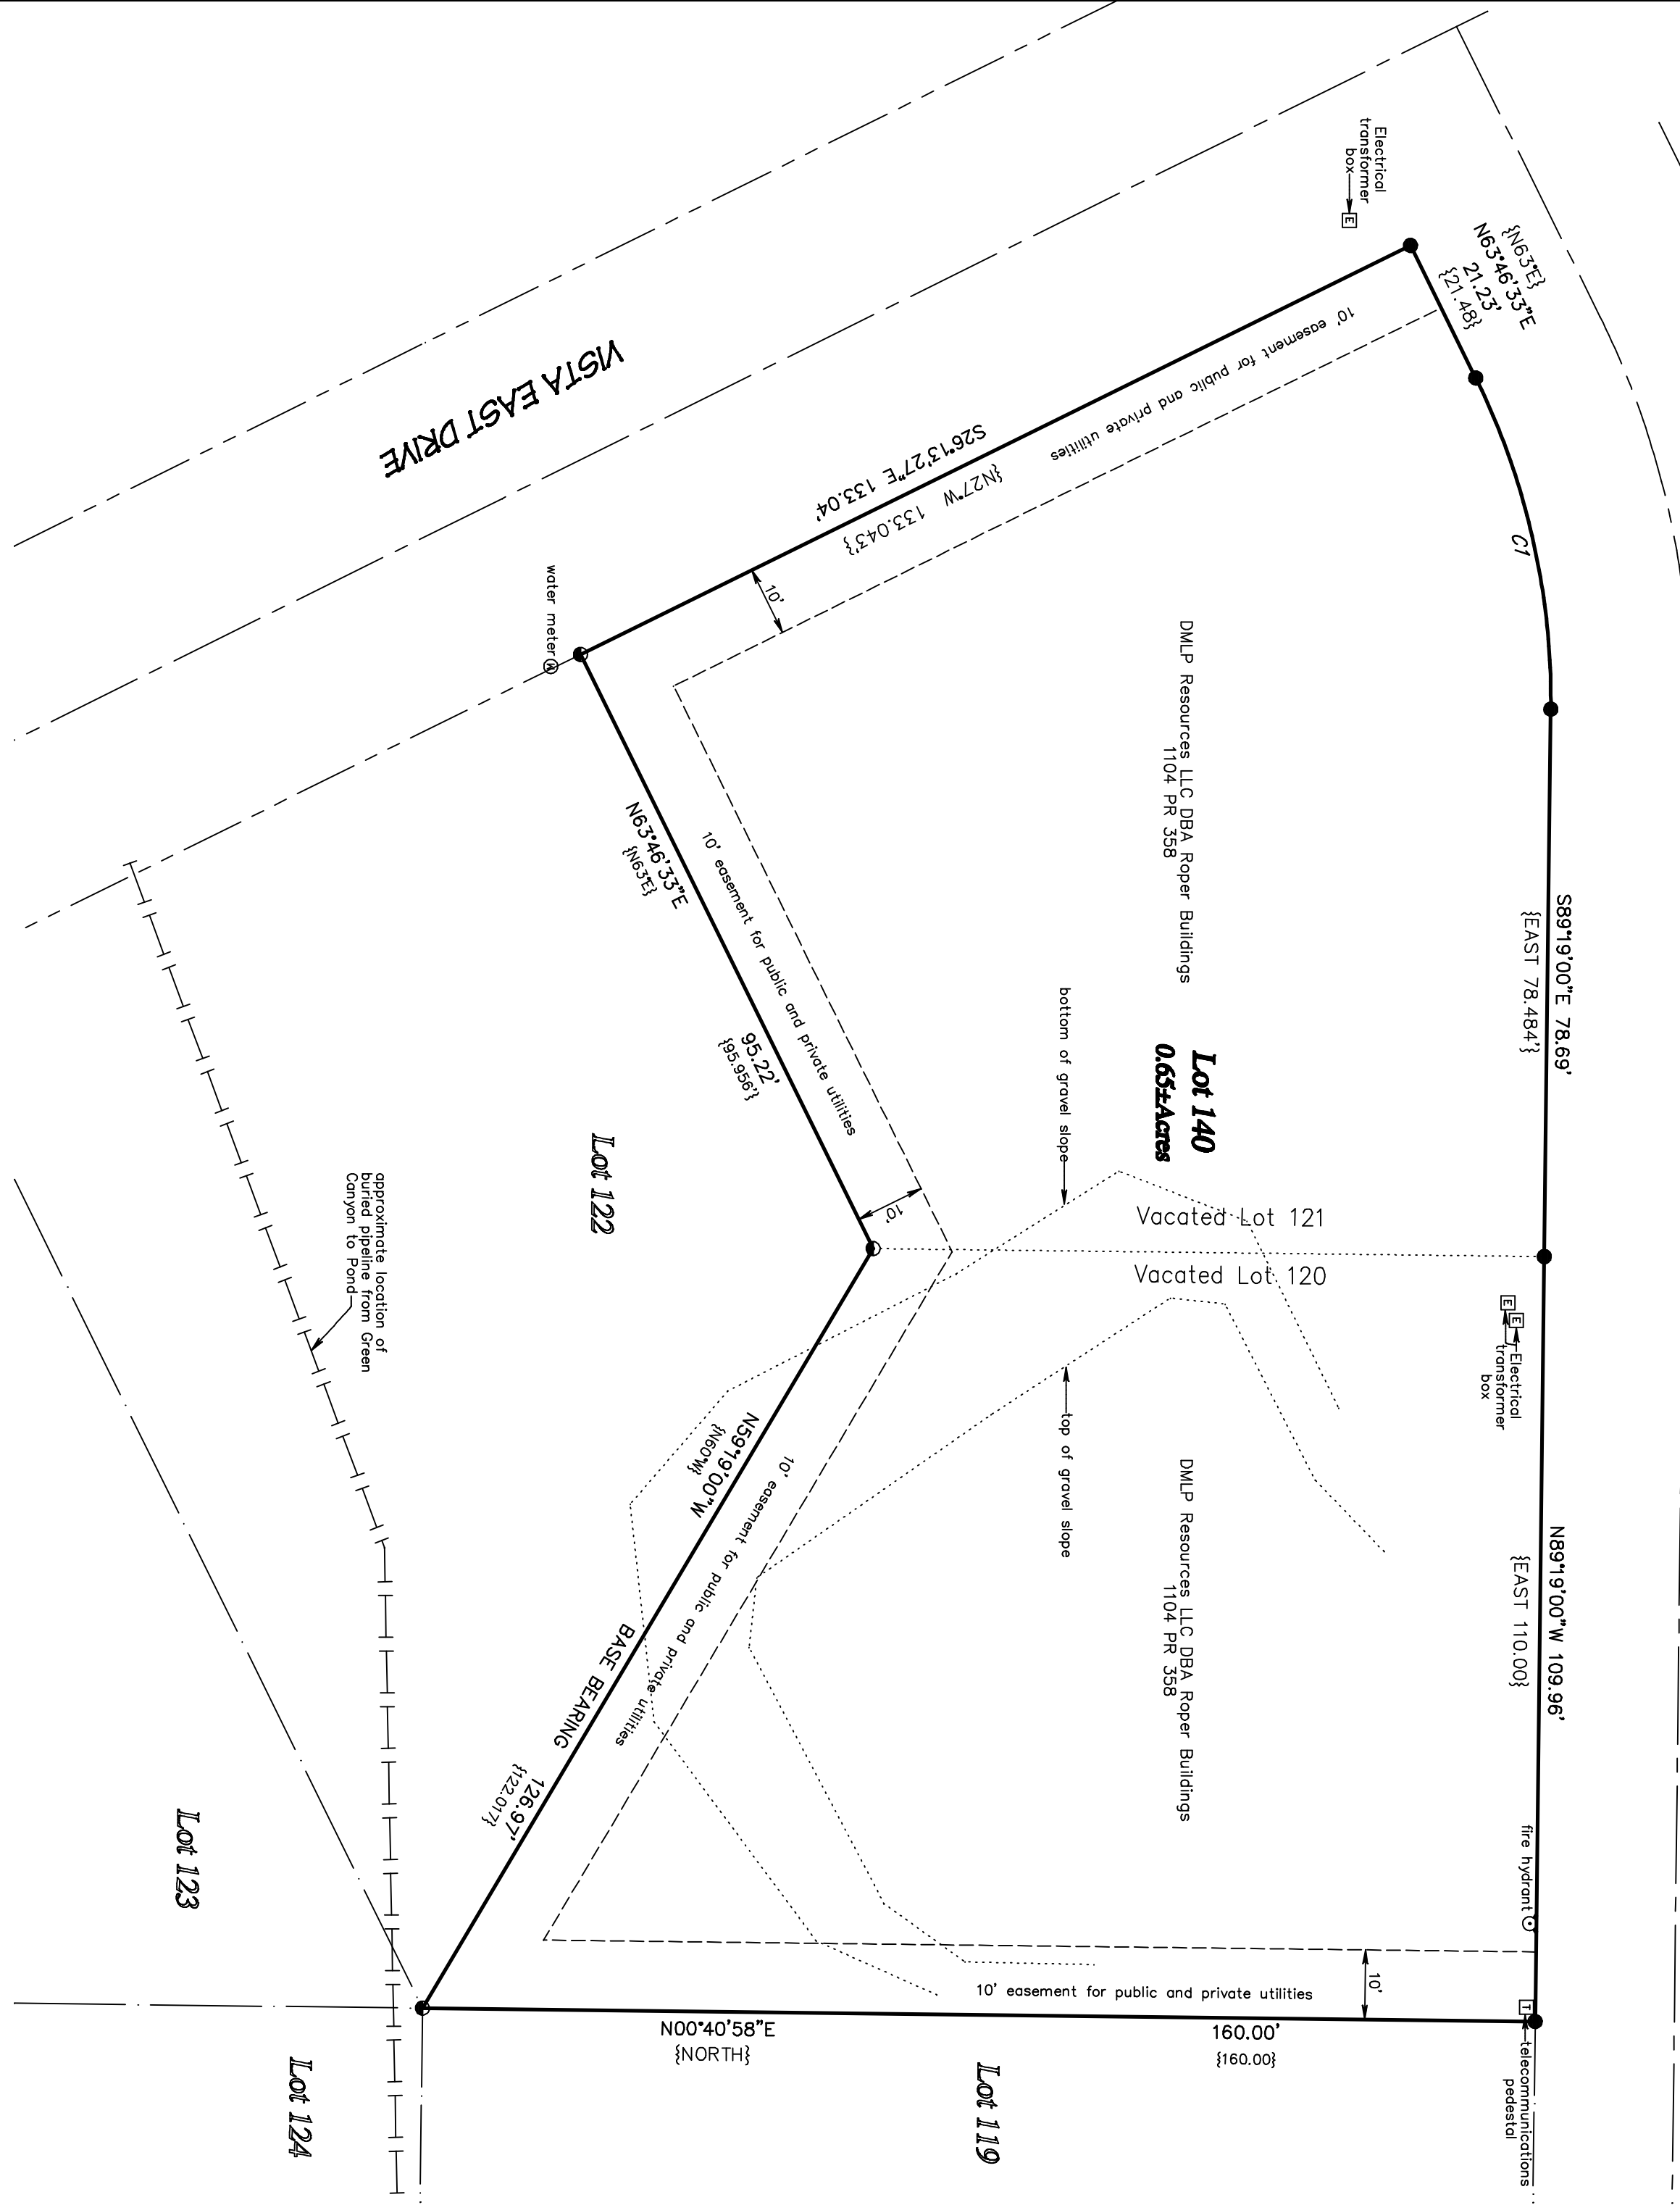 {N63°E}
N63°46'33"E
21.23'
{21.48}
Electrical
transformer
box
C1
S89°19'00"E 78.69'
{EAST 78.484'}
N89°19'00"W 109.96'
{EAST 110.00}
10' easement for public and private utilities
S26°13'27"E 133.04'
{N27°W 133.043'}
10'
VISTA EAST DRIVE
water meter
W
E
DMLP Resources LLC DBA Roper Buildings
1104 PR 358
Lot 140
0.65±Acres
bottom of gravel slope
Vacated Lot 121
Vacated Lot 120
E
E
Electrical
transformer
box
top of gravel slope
DMLP Resources LLC DBA Roper Buildings
1104 PR 358
fire hydrant
T
telecommunications
pedestal
10' easement for public and private utilities
N63°46'33"E
{N63°E}
95.22'
{95.956'}
10'
Lot 122
10' easement for public and private utilities
N59°19'00"W
{N60°W}
BASE BEARING
126.97'
{122.017}
approximate location of
buried pipeline from Green
Canyon to Pond
10' easement for public and private utilities
10'
N00°40'58"E
{NORTH}
160.00'
{160.00}
Lot 119
Lot 123
Lot 124